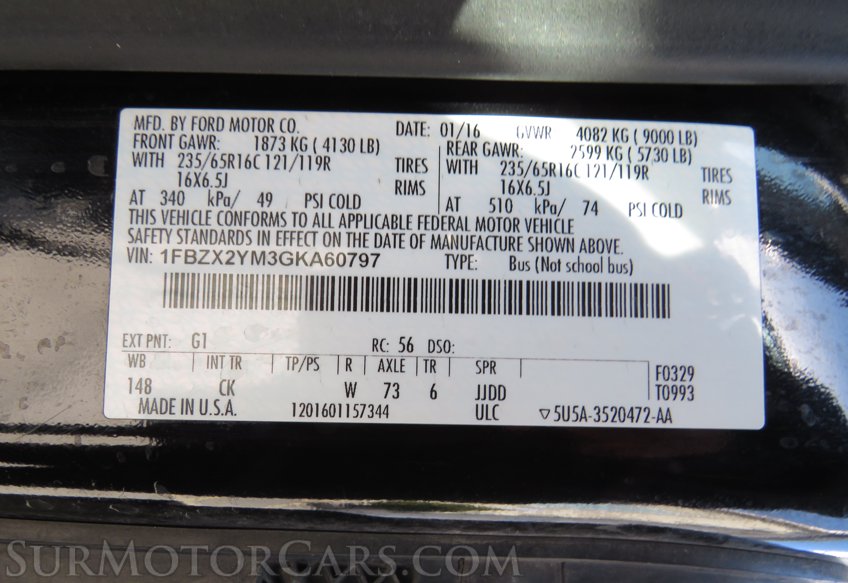 MFD. BY FORD MOTOR CO. DATE: 01/16 GVWR 4082 KG ( 9000 LB)
FRONT GAWR: 1873 KG ( 4130 LB) REAR GAWR: 2599 KG ( 5730 LB)
WITH 235/65R16C 121/119R TIRES WITH 235/65R16C 121/119R TIRES
16X6.5J RIMS 16X6.5J RIMS
AT 340 kPa/ 49 PSI COLD AT 510 kPa/ 74 PSI COLD
THIS VEHICLE CONFORMS TO ALL APPLICABLE FEDERAL MOTOR VEHICLE
SAFETY STANDARDS IN EFFECT ON THE DATE OF MANUFACTURE SHOWN ABOVE.
VIN: 1FBZX2YM3GKA60797 TYPE: Bus (Not school bus)
EXT PNT: G1 RC: 56 DSO:
WB INT TR TP/PS R AXLE TR SPR F0329
148 CK W 73 6 JJDD T0993
MADE IN U.S.A. 1201601157344 ULC ▽5U5A-3520472-AA
SurMotorCars.com